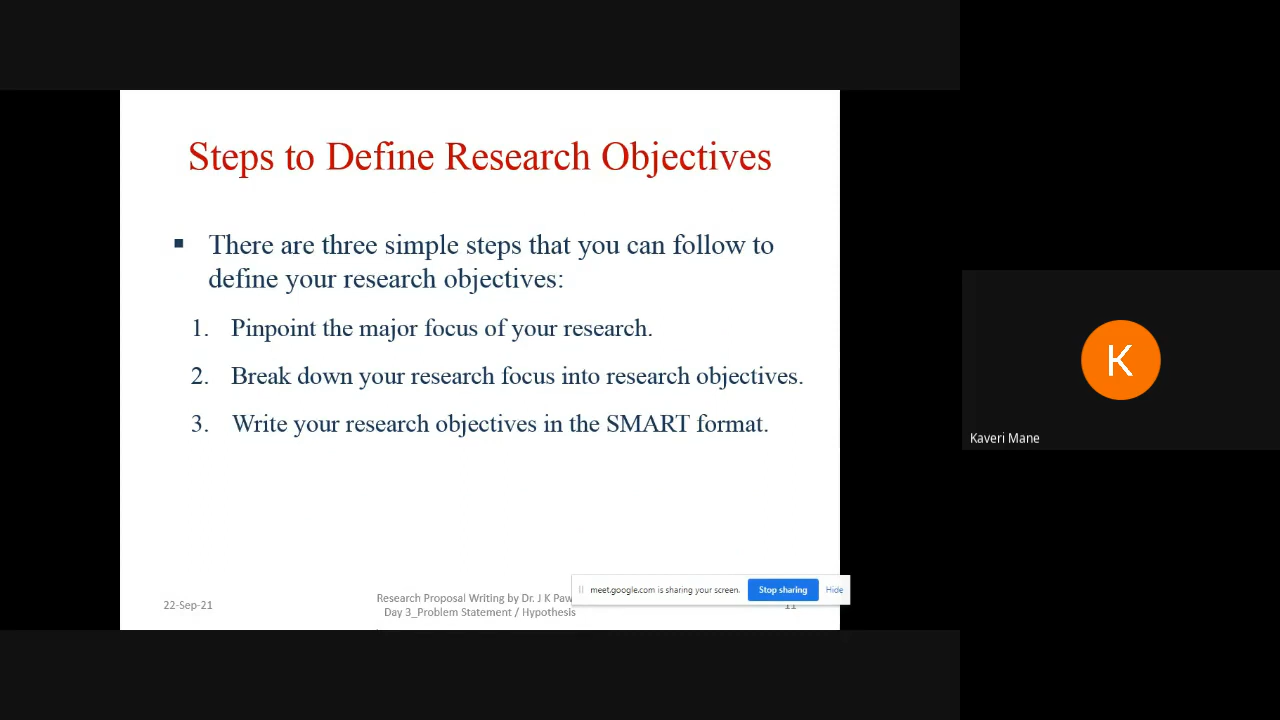 Steps to Define Research Objectives
▪ There are three simple steps that you can follow to
define your research objectives:
1. Pinpoint the major focus of your research.
2. Break down your research focus into research objectives.
3. Write your research objectives in the SMART format.
K
Kaveri Mane
meet.google.com is sharing your screen.
Stop sharing
Hide
22-Sep-21
Research Proposal Writing by Dr. J K
Day 3_Problem Statement / Hypothesis
11